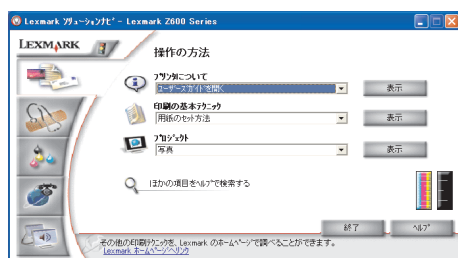 Lexmark ｿﾘｭｰｼｮﾝﾅﾋﾞ - Lexmark Z600 Series
LEXMARK
操作の方法
ﾌﾟﾘﾝﾀについて
ﾕｰｻﾞｰｽﾞｶﾞｲﾄﾞを開く
表示
印刷の基本ﾃｸﾆｯｸ
用紙のｾｯﾄ方法
表示
ﾌﾟﾛｼﾞｪｸﾄ
写真
表示
ほかの項目をﾍﾙﾌﾟで検索する
終了
ﾍﾙﾌﾟ
その他の印刷ﾃｸﾆｯｸを、Lexmark のﾎｰﾑﾍﾟｰｼﾞで調べることができます。
Lexmark ﾎｰﾑﾍﾟｰｼﾞへﾘﾝｸ